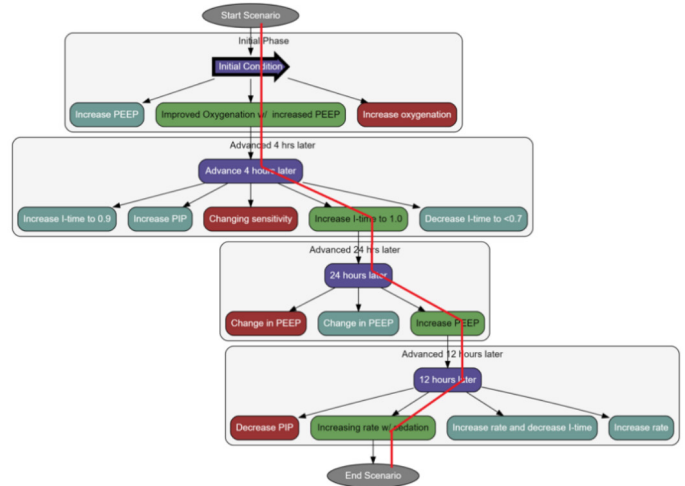 Start Scenario
Initial Phase
Initial Condition
Increase PEEP
Improved Oxygenation w/ increased PEEP
Increase oxygenation
Advanced 4 hrs later
Advance 4 hours later
Increase I-time to 0.9
Increase PIP
Changing sensitivity
Increase I-time to 1.0
Decrease I-time to <0.7
Advanced 24 hrs later
24 hours later
Change in PEEP
Change in PEEP
Increase PEEP
Advanced 12 hours later
12 hours later
Decrease PIP
Increasing rate w/ sedation
Increase rate and decrease I-time
Increase rate
End Scenario